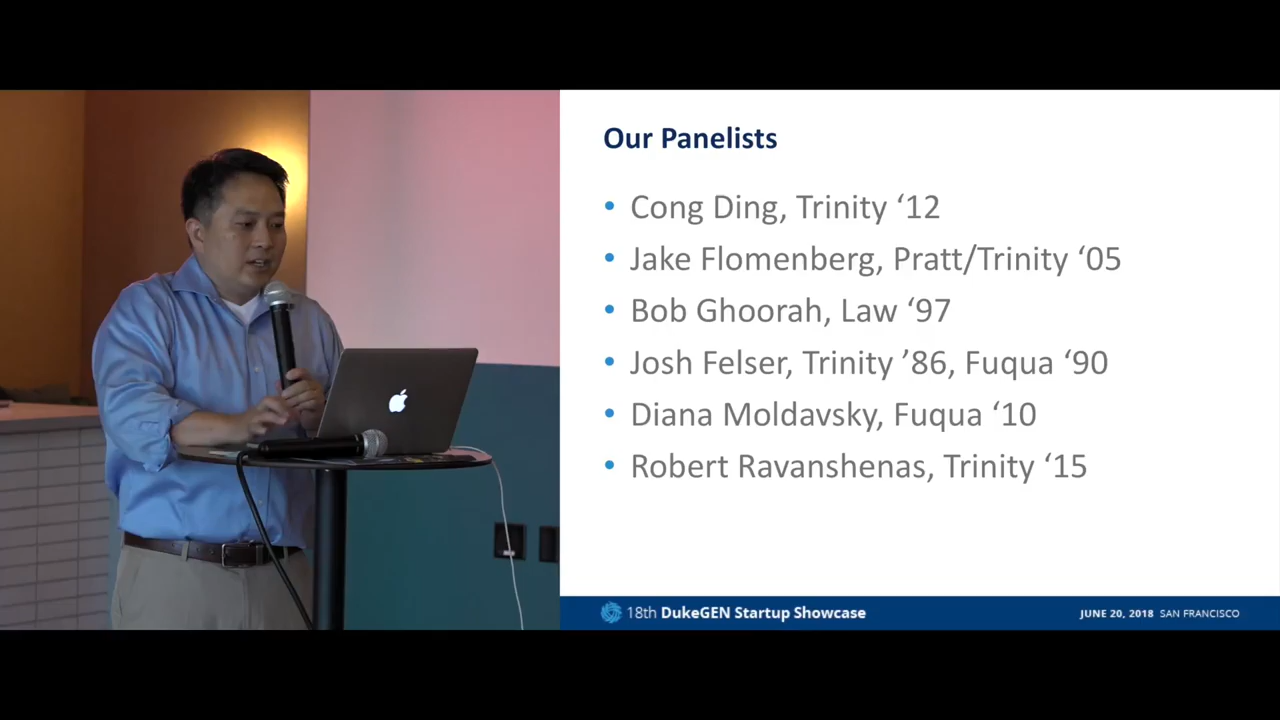 Our Panelists
• Cong Ding, Trinity ‘12
• Jake Flomenberg, Pratt/Trinity ‘05
• Bob Ghoorah, Law ‘97
• Josh Felser, Trinity ’86, Fuqua ‘90
• Diana Moldavsky, Fuqua ‘10
• Robert Ravanshenas, Trinity ‘15
18th DukeGEN Startup Showcase
JUNE 20, 2018 SAN FRANCISCO